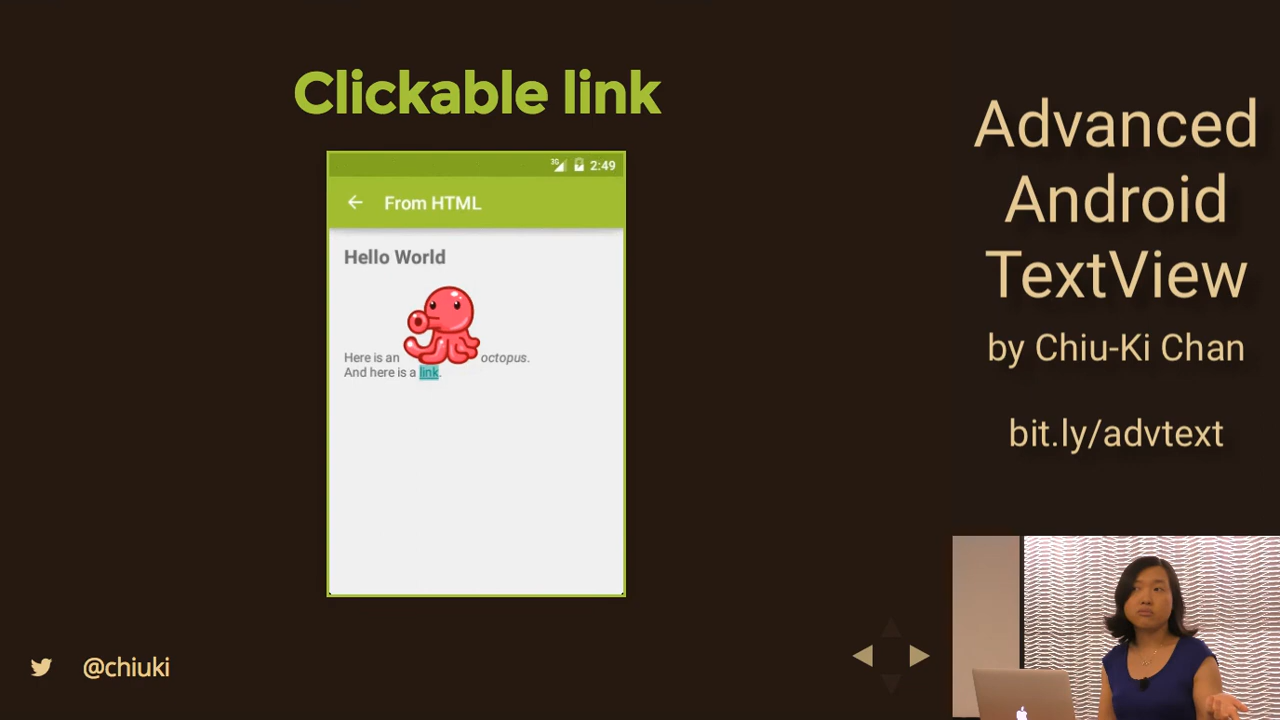 Clickable link
3G 2:49
From HTML
Hello World
Here is an octopus.
And here is a link.
@chiuki
Advanced
Android
TextView
by Chiu-Ki Chan
bit.ly/advtext